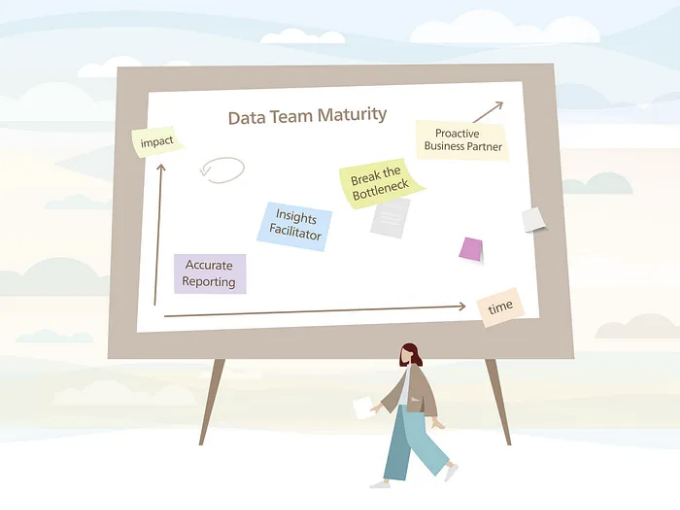 Data Team Maturity
impact
Proactive
Business Partner
Break the
Bottleneck
Insights
Facilitator
Accurate
Reporting
time